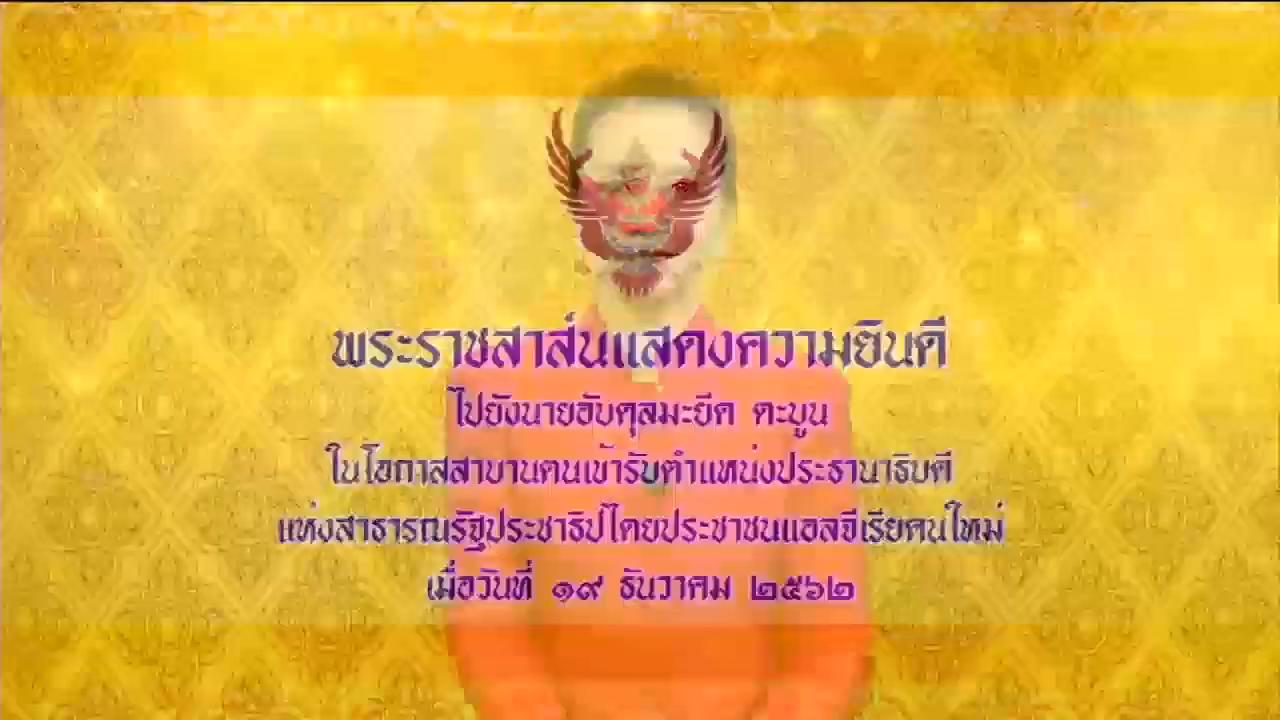 พระราชสาส์นแสดงความยินดี
ไปยังนายอับดุลมะยีด ตะบูน
ในโอกาสสาบานตนเข้ารับตำแหน่งประธานาธิบดี
แห่งสาธารณรัฐประชาธิปไตยประชาชนแอลจีเรียคนใหม่
เมื่อวันที่ ๑๙ ธันวาคม ๒๕๖๒